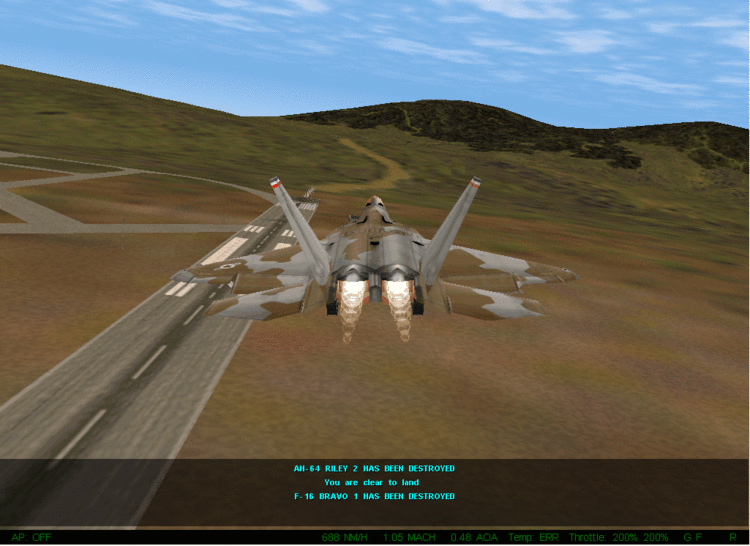 AH-64 RILEY 2 HAS BEEN DESTROYED
You are clear to land
F-16 BRAVO 1 HAS BEEN DESTROYED
AP: OFF 688 NM/H 1.05 MACH 0.48 AOA Temp: ERR Throttle: 200% 200% G F R